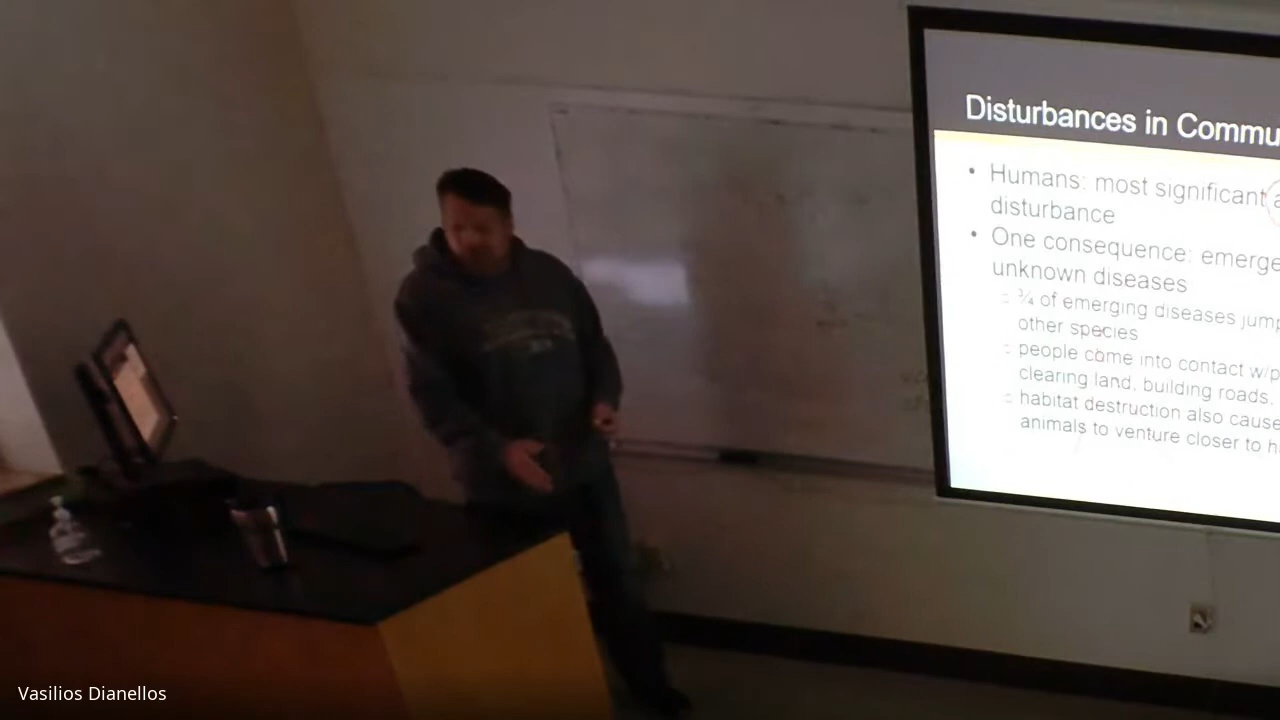 Disturbances in Commu
• Humans: most significant
disturbance
• One consequence: emerge
unknown diseases
¾ of emerging diseases jump
other species
people come into contact w/p
clearing land, building roads,
habitat destruction also cause
animals to venture closer to h
Vasilios Dianellos